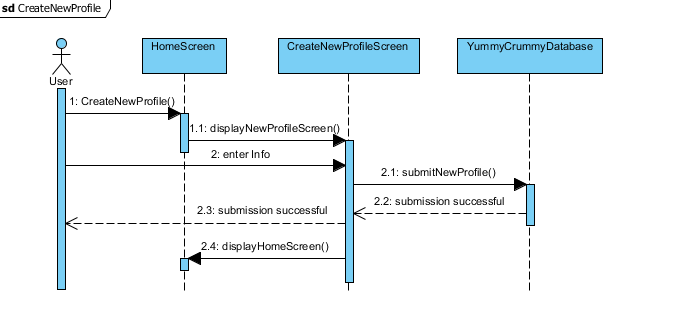 sd CreateNewProfile
HomeScreen
CreateNewProfileScreen
YummyCrummyDatabase
User
1: CreateNewProfile()
1.1: displayNewProfileScreen()
2: enter Info
2.1: submitNewProfile()
2.2: submission successful
2.3: submission successful
2.4: displayHomeScreen()